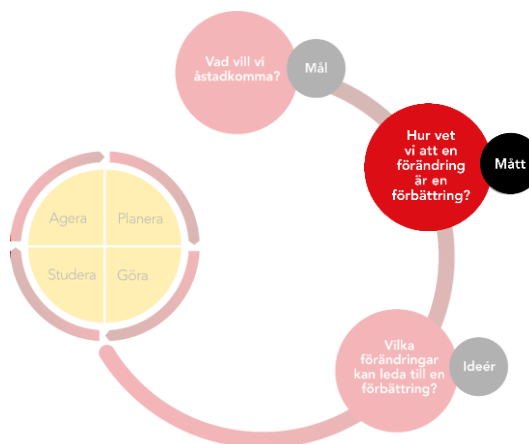 Vad vill vi
åstadkomma?
Mål
Hur vet
vi att en
förändring
är en
förbättring?
Mått
Vilka
förändringar
kan leda till en
förbättring?
Ideér
Agera
Planera
Studera
Göra